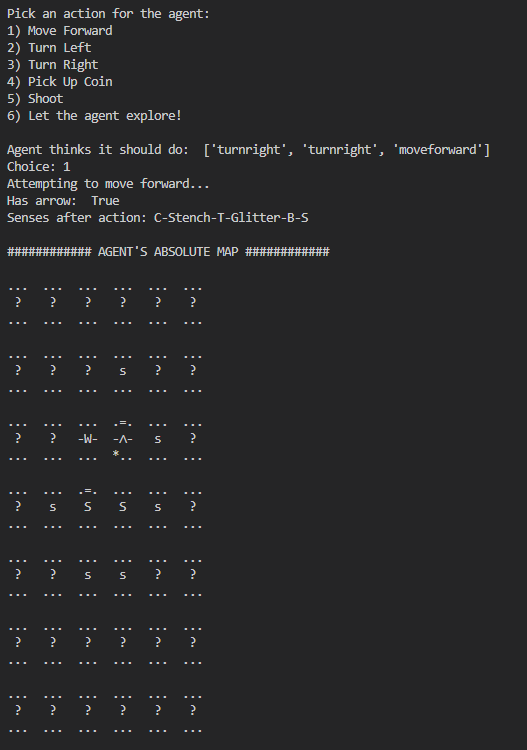 Pick an action for the agent:
1) Move Forward
2) Turn Left
3) Turn Right
4) Pick Up Coin
5) Shoot
6) Let the agent explore!

Agent thinks it should do:  ['turnright', 'turnright', 'moveforward']
Choice: 1
Attempting to move forward...
Has arrow:  True
Senses after action: C-Stench-T-Glitter-B-S

############ AGENT'S ABSOLUTE MAP ############

...  ...  ...  ...  ...  ...
 ?    ?    ?    ?    ?    ?
...  ...  ...  ...  ...  ...

...  ...  ...  ...  ...  ...
 ?    ?    ?    s    ?    ?
...  ...  ...  ...  ...  ...

...  ...  ...  .=.  ...  ...
 ?    ?   -W-  -∧-   s    ?
...  ...  ...  *..  ...  ...

...  ...  .=.  ...  ...  ...
 ?    s    S    S    s    ?
...  ...  ...  ...  ...  ...

...  ...  ...  ...  ...  ...
 ?    ?    s    s    ?    ?
...  ...  ...  ...  ...  ...

...  ...  ...  ...  ...  ...
 ?    ?    ?    ?    ?    ?
...  ...  ...  ...  ...  ...

...  ...  ...  ...  ...  ...
 ?    ?    ?    ?    ?    ?
...  ...  ...  ...  ...  ...